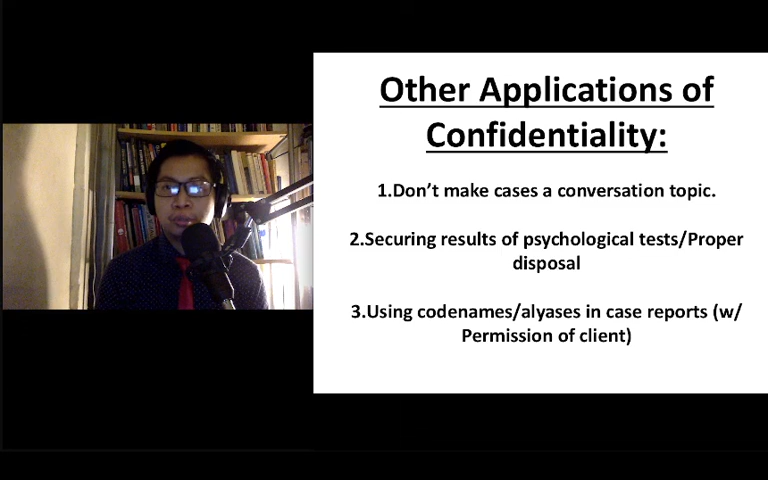 Other Applications of
Confidentiality:
1.Don't make cases a conversation topic.
2.Securing results of psychological tests/Proper
disposal
3.Using codenames/alyases in case reports (w/
Permission of client)